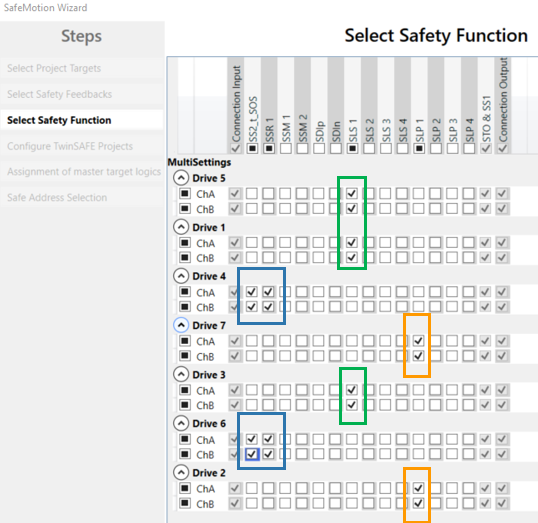 SafeMotion Wizard
Steps
Select Project Targets
Select Safety Feedbacks
Select Safety Function
Configure TwinSAFE Projects
Assignment of master target logics
Safe Address Selection
Select Safety Function
Connection Input
SS2_t_SOS
SSR 1
SSM 1
SSM 2
SDIp
SDIn
SLS 1
SLS 2
SLS 3
SLS 4
SLP 1
SLP 2
SLP 3
SLP 4
STO & SS1
Connection Output
MultiSettings
Drive 5
ChA
ChB
Drive 1
ChA
ChB
Drive 4
ChA
ChB
Drive 7
ChA
ChB
Drive 3
ChA
ChB
Drive 6
ChA
ChB
Drive 2
ChA
ChB